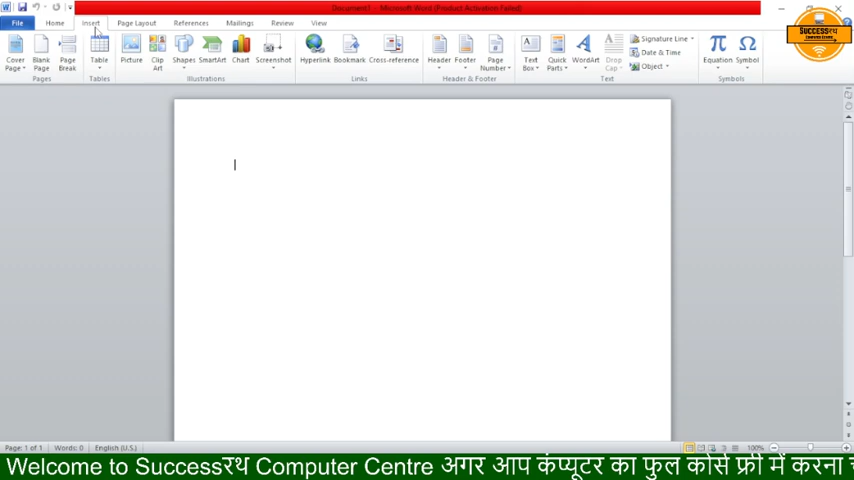 Document1 - Microsoft Word (Product Activation Failed)
File Home Insert Page Layout References Mailings Review View
Cover Page Blank Page Page Break Table Picture Clip Art Shapes SmartArt Chart Screenshot Hyperlink Bookmark Cross-reference Header Footer Page Number Text Box Quick Parts WordArt Drop Cap Signature Line Date & Time Object Equation Symbol
Pages Tables Illustrations Links Header & Footer Text Symbols
SUCCESSरथ
Page: 1 of 1 Words: 0 English (U.S.) 100%
Welcome to Successरथ Computer Centre अगर आप कंप्यूटर का फुल कोर्स फ्री में करना